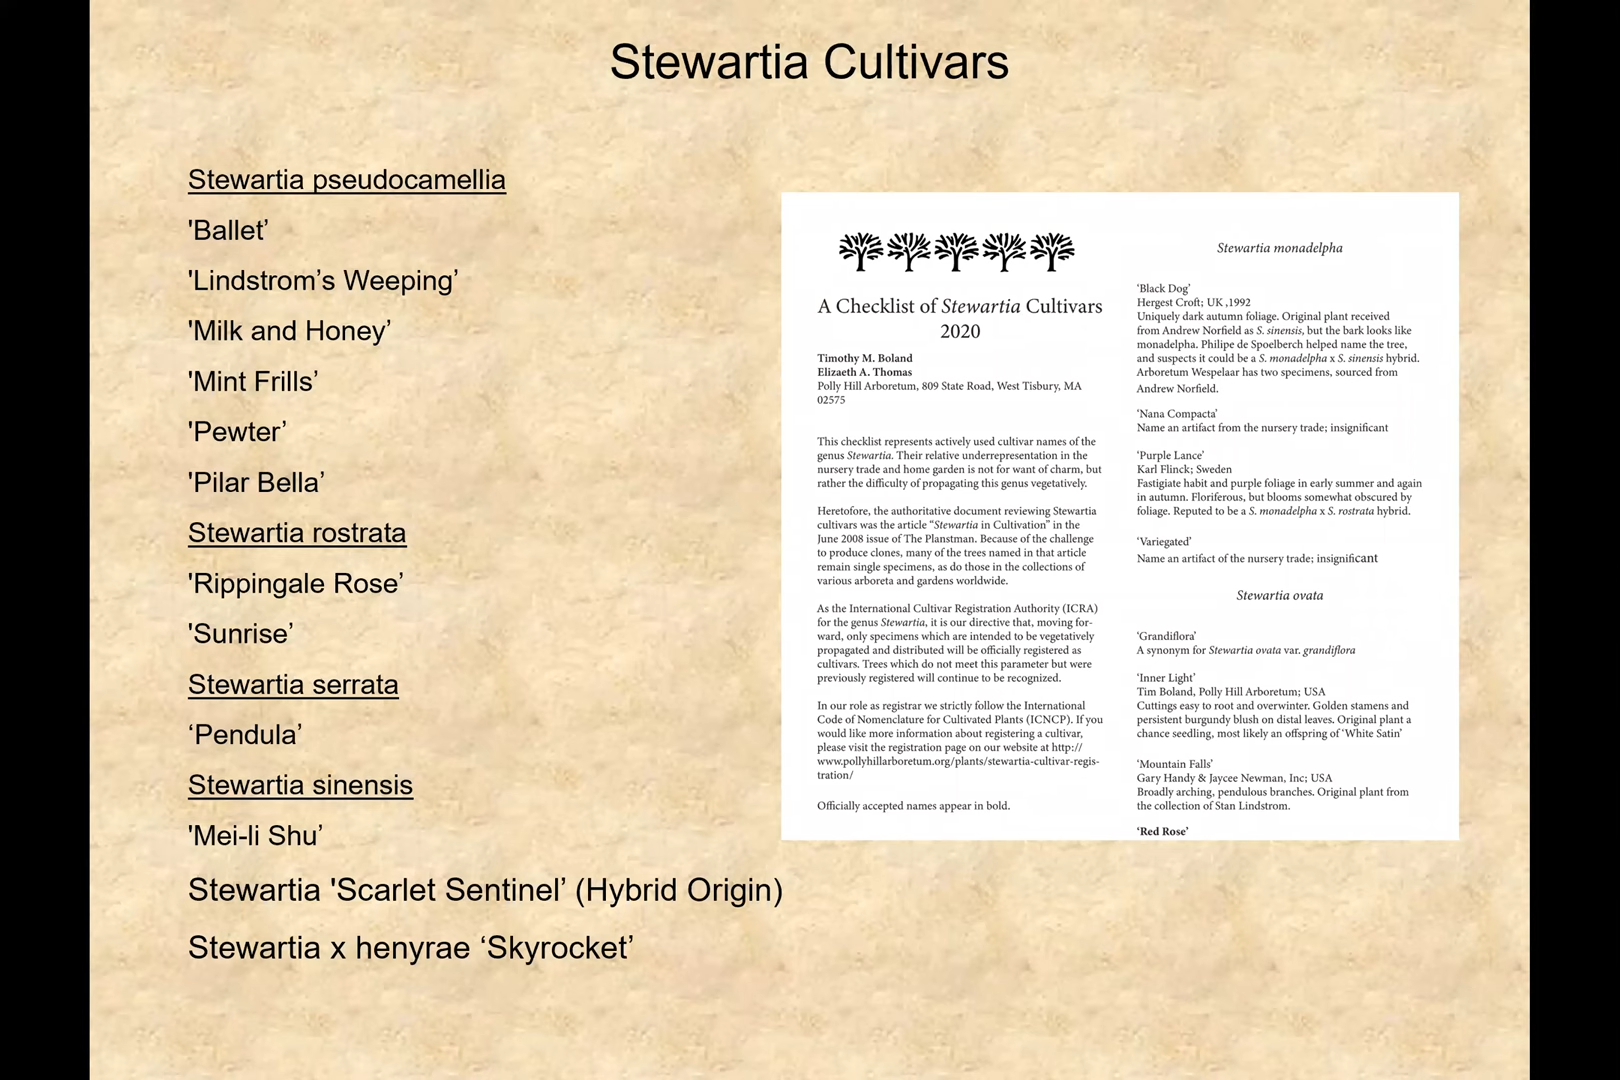 Stewartia Cultivars
Stewartia pseudocamellia
'Ballet’
'Lindstrom’s Weeping’
'Milk and Honey’
'Mint Frills’
'Pewter’
'Pilar Bella’
Stewartia rostrata
'Rippingale Rose’
'Sunrise’
Stewartia serrata
‘Pendula’
Stewartia sinensis
'Mei-li Shu’
Stewartia 'Scarlet Sentinel’ (Hybrid Origin)
Stewartia x henyrae ‘Skyrocket’
A Checklist of Stewartia Cultivars
2020
Timothy M. Boland
Elizaeth A. Thomas
Polly Hill Arboretum, 809 State Road, West Tisbury, MA
02575
This checklist represents actively used cultivar names of the
genus Stewartia. Their relative underrepresentation in the
nursery trade and home garden is not for want of charm, but
rather the difficulty of propagating this genus vegetatively.
Heretofore, the authoritative document reviewing Stewartia
cultivars was the article “Stewartia in Cultivation” in the
June 2008 issue of The Planstman. Because of the challenge
to produce clones, many of the trees named in that article
remain single specimens, as do those in the collections of
various arboreta and gardens worldwide.
As the International Cultivar Registration Authority (ICRA)
for the genus Stewartia, it is our directive that, moving for-
ward, only specimens which are intended to be vegetatively
propagated and distributed will be officially registered as
cultivars. Trees which do not meet this parameter but were
previously registered will continue to be recognized.
In our role as registrar we strictly follow the International
Code of Nomenclature for Cultivated Plants (ICNCP). If you
would like more information about registering a cultivar,
please visit the registration page on our website at http://
www.pollyhillarboretum.org/plants/stewartia-cultivar-regis-
tration/
Officially accepted names appear in bold.
Stewartia monadelpha
‘Black Dog’
Hergest Croft; UK ,1992
Uniquely dark autumn foliage. Original plant received
from Andrew Norfield as S. sinensis, but the bark looks like
monadelpha. Philipe de Spoelberch helped name the tree,
and suspects it could be a S. monadelpha x S. sinensis hybrid.
Arboretum Wespelaar has two specimens, sourced from
Andrew Norfield.
‘Nana Compacta’
Name an artifact from the nursery trade; insignificant
‘Purple Lance’
Karl Flinck; Sweden
Fastigiate habit and purple foliage in early summer and again
in autumn. Floriferous, but blooms somewhat obscured by
foliage. Reputed to be a S. monadelpha x S. rostrata hybrid.
‘Variegated’
Name an artifact of the nursery trade; insignificant
Stewartia ovata
‘Grandiflora’
A synonym for Stewartia ovata var. grandiflora
‘Inner Light’
Tim Boland, Polly Hill Arboretum; USA
Cuttings easy to root and overwinter. Golden stamens and
persistent burgundy blush on distal leaves. Original plant a
chance seedling, most likely an offspring of ‘White Satin’
‘Mountain Falls’
Gary Handy & Jaycee Newman, Inc; USA
Broadly arching, pendulous branches. Original plant from
the collection of Stan Lindstrom.
‘Red Rose’